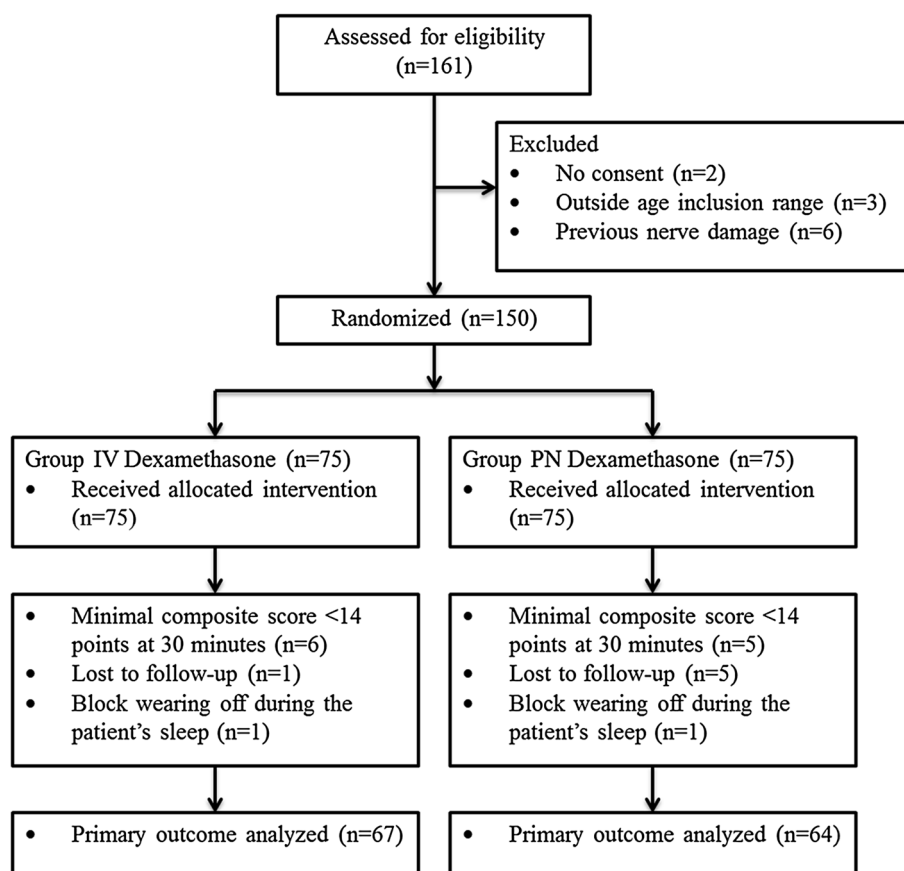 Assessed for eligibility
(n=161)
Excluded
• No consent (n=2)
• Outside age inclusion range (n=3)
• Previous nerve damage (n=6)
Randomized (n=150)
Group IV Dexamethasone (n=75)
• Received allocated intervention
(n=75)
Group PN Dexamethasone (n=75)
• Received allocated intervention
(n=75)
• Minimal composite score <14
points at 30 minutes (n=6)
• Lost to follow-up (n=1)
• Block wearing off during the
patient’s sleep (n=1)
• Minimal composite score <14
points at 30 minutes (n=5)
• Lost to follow-up (n=5)
• Block wearing off during the
patient’s sleep (n=1)
• Primary outcome analyzed (n=67)
• Primary outcome analyzed (n=64)